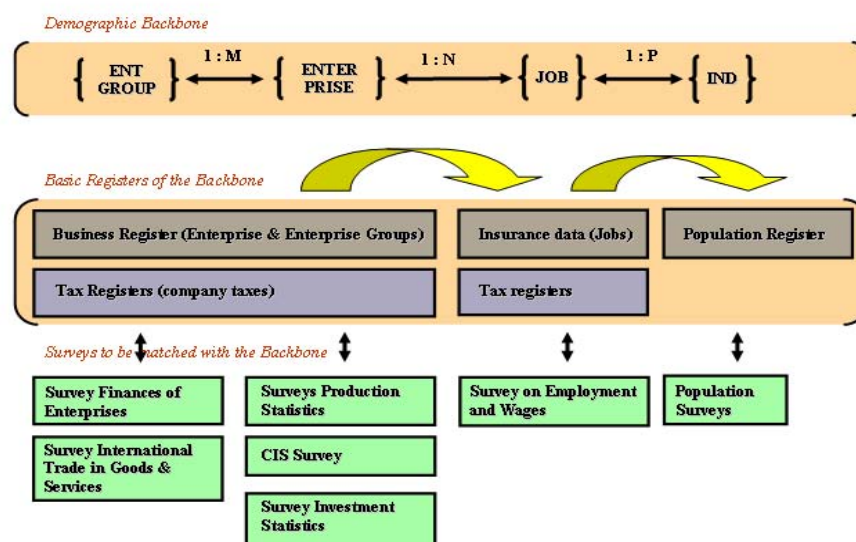 Demographic Backbone
1 : M
1 : N
1 : P
{ ENT GROUP }
{ ENTER PRISE }
{ JOB }
{ IND }
Basic Registers of the Backbone
Business Register (Enterprise & Enterprise Groups)
Insurance data (Jobs)
Population Register
Tax Registers (company taxes)
Tax registers
Surveys to be matched with the Backbone
Survey Finances of
Enterprises
Surveys Production
Statistics
Survey on Employment
and Wages
Population
Surveys
Survey International
Trade in Goods &
Services
CIS Survey
Survey Investment
Statistics